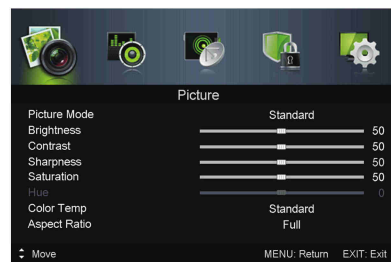 Picture
Picture Mode Standard
Brightness 50
Contrast 50
Sharpness 50
Saturation 50
Hue 0
Color Temp Standard
Aspect Ratio Full
Move MENU: Return EXIT: Exit